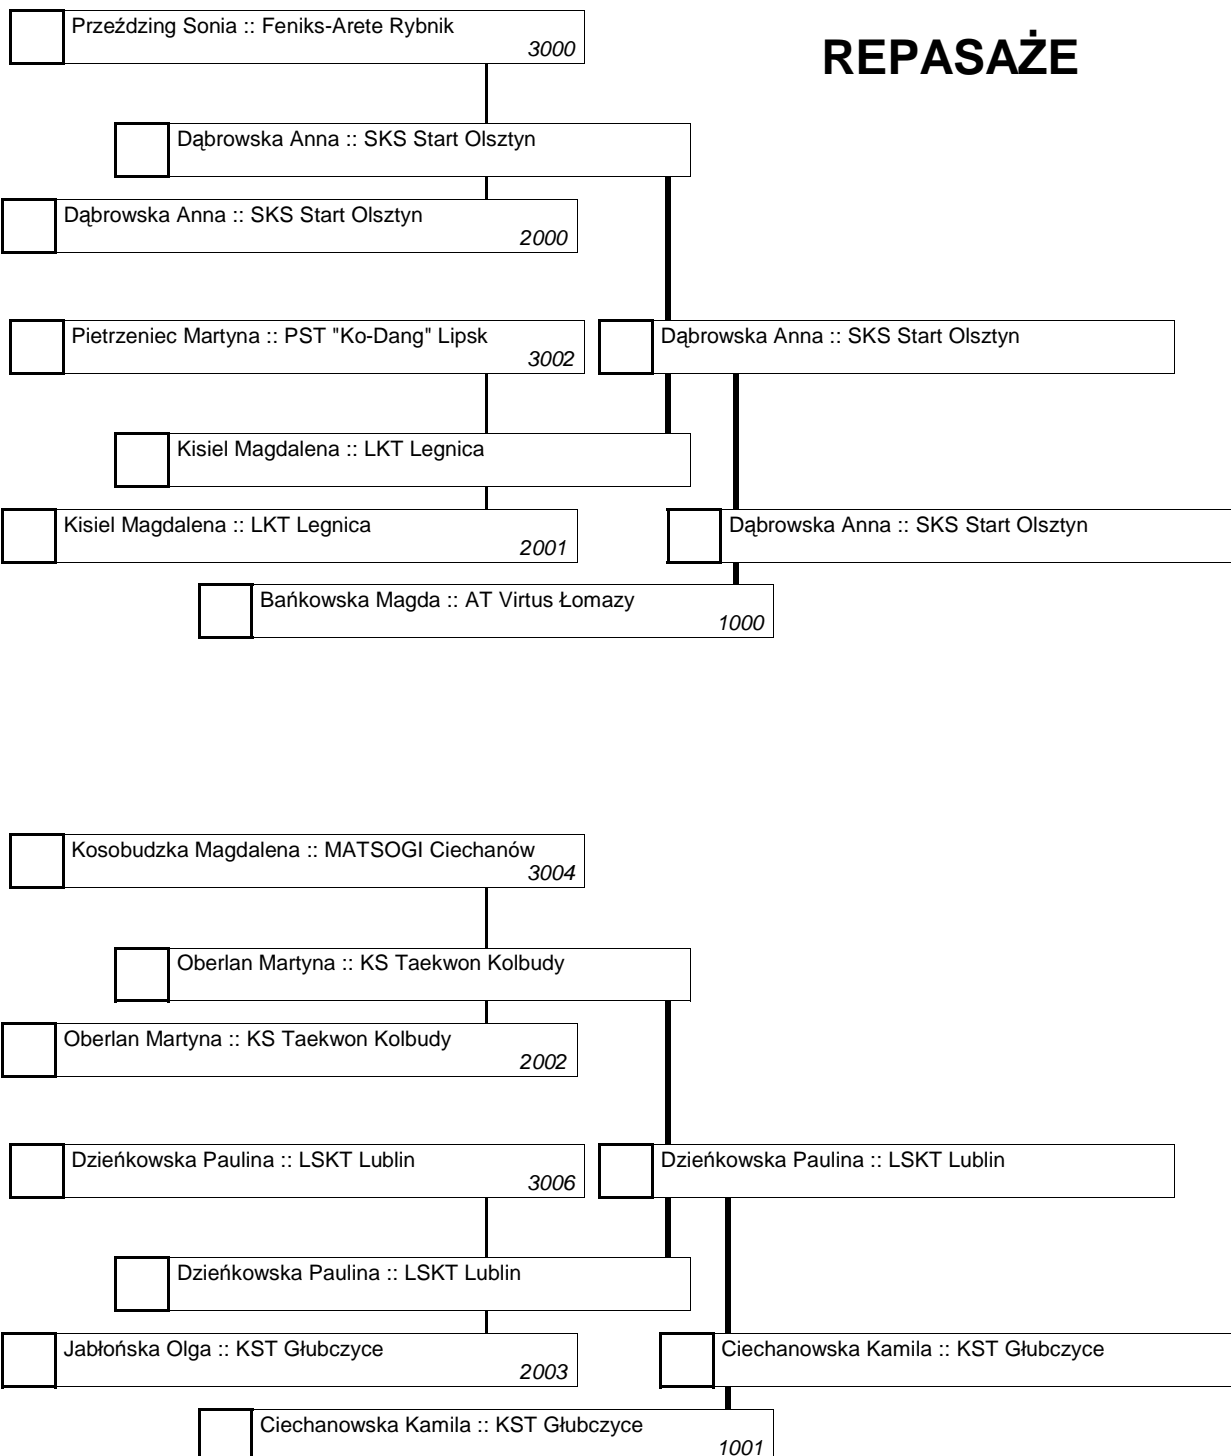 Przeździng Sonia :: Feniks-Arete Rybnik
3000
REPASAŻE
Dąbrowska Anna :: SKS Start Olsztyn
Dąbrowska Anna :: SKS Start Olsztyn
2000
Pietrzeniec Martyna :: PST "Ko-Dang" Lipsk
3002
Dąbrowska Anna :: SKS Start Olsztyn
Kisiel Magdalena :: LKT Legnica
Kisiel Magdalena :: LKT Legnica
2001
Dąbrowska Anna :: SKS Start Olsztyn
Bańkowska Magda :: AT Virtus Łomazy
1000
Kosobudzka Magdalena :: MATSOGI Ciechanów
3004
Oberlan Martyna :: KS Taekwon Kolbudy
Oberlan Martyna :: KS Taekwon Kolbudy
2002
Dzieńkowska Paulina :: LSKT Lublin
3006
Dzieńkowska Paulina :: LSKT Lublin
Dzieńkowska Paulina :: LSKT Lublin
Jabłońska Olga :: KST Głubczyce
2003
Ciechanowska Kamila :: KST Głubczyce
Ciechanowska Kamila :: KST Głubczyce
1001